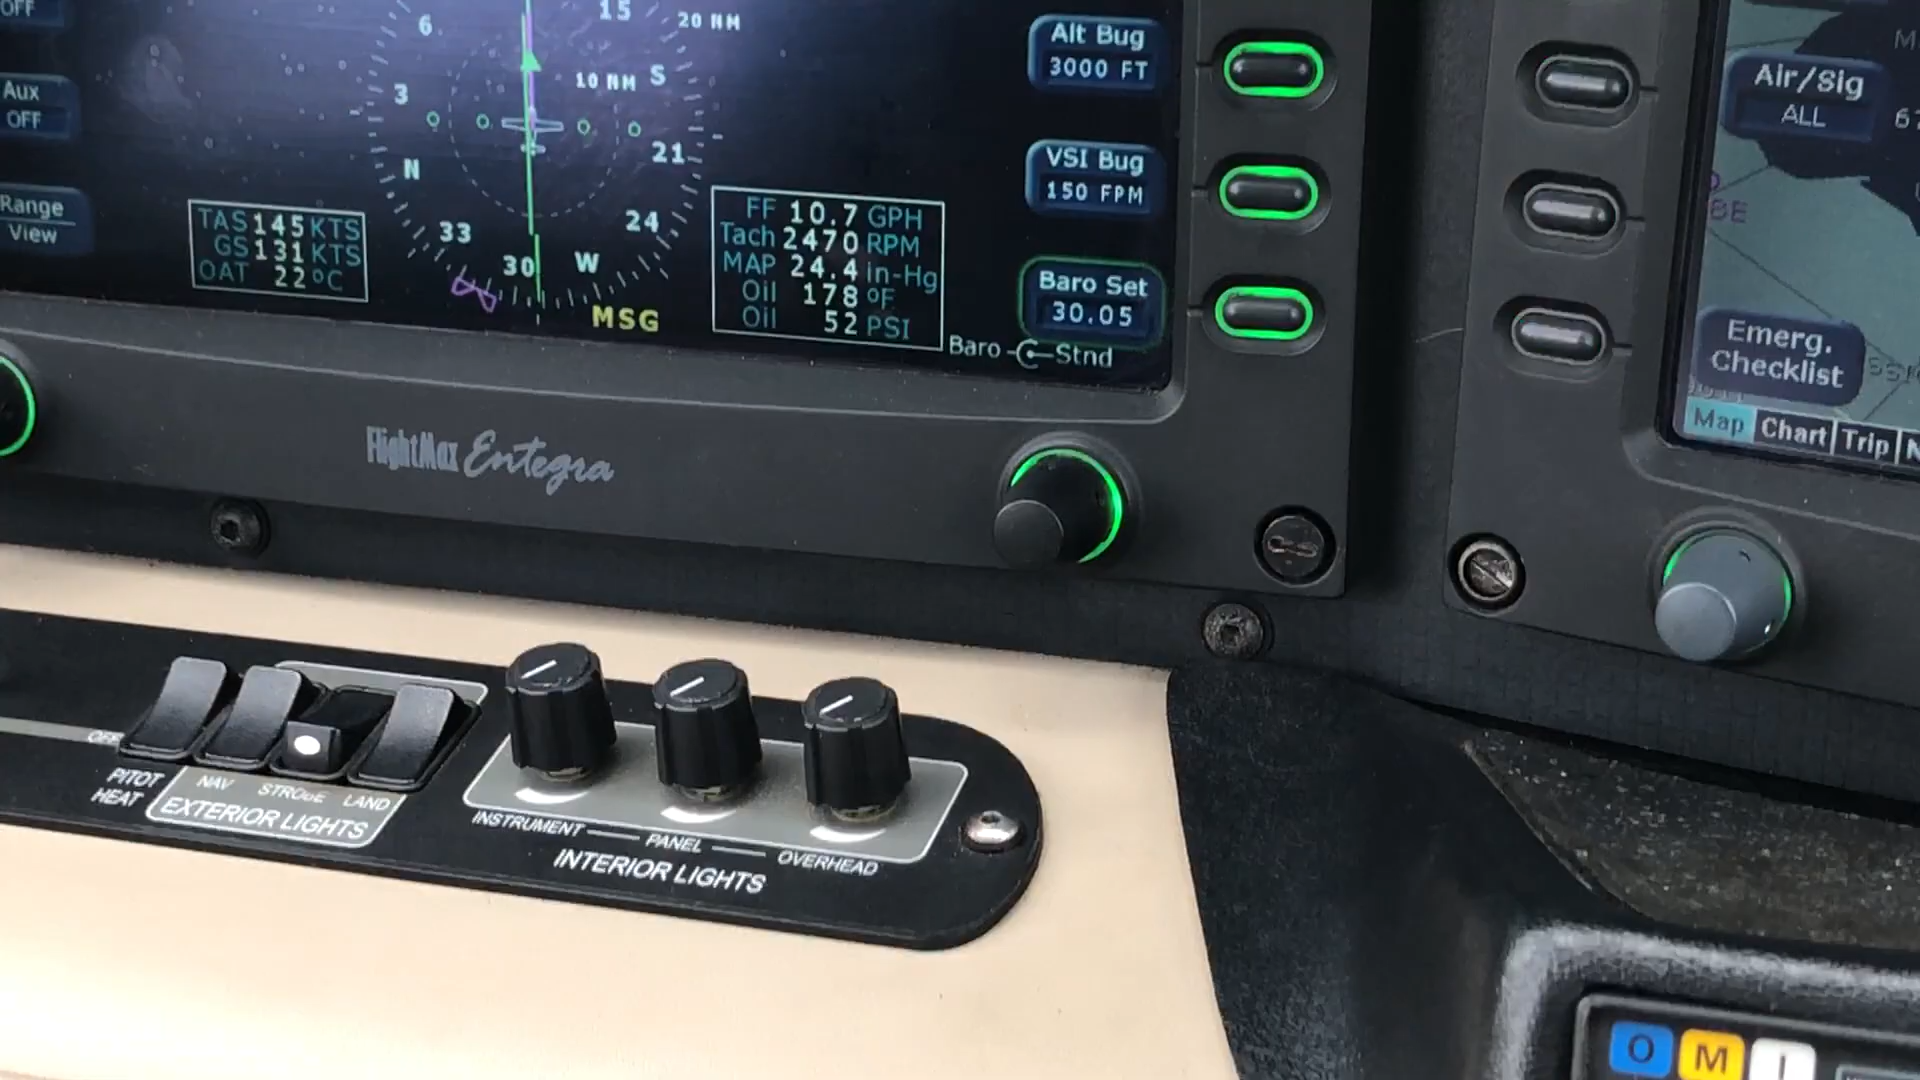 OFF
Aux
OFF
Range
View
6
15
20 NM
3
10 NM
S
N
21
33
24
30
W
TAS 145 KTS
GS 131 KTS
OAT 22 °C
MSG
FF 10.7 GPH
Tach 2470 RPM
MAP 24.4 in-Hg
Oil 178 °F
Oil 52 PSI
Alt Bug
3000 FT
VSI Bug
150 FPM
Baro Set
30.05
Baro Stnd
FlightMax Entegra
Air/Sig
ALL
Emerg.
Checklist
Map Chart Trip
OFF
PITOT
HEAT
NAV STROBE LAND
EXTERIOR LIGHTS
INSTRUMENT PANEL OVERHEAD
INTERIOR LIGHTS
O M I